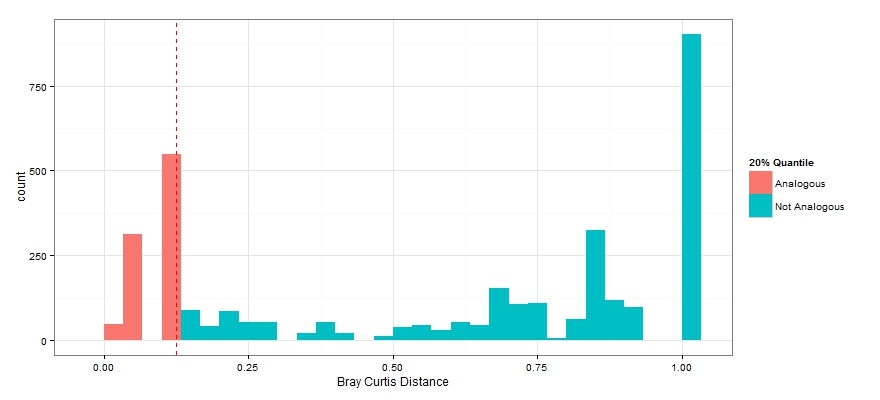 750
500
250
0
count
0.00 0.25 0.50 0.75 1.00
Bray Curtis Distance
20% Quantile
Analogous
Not Analogous